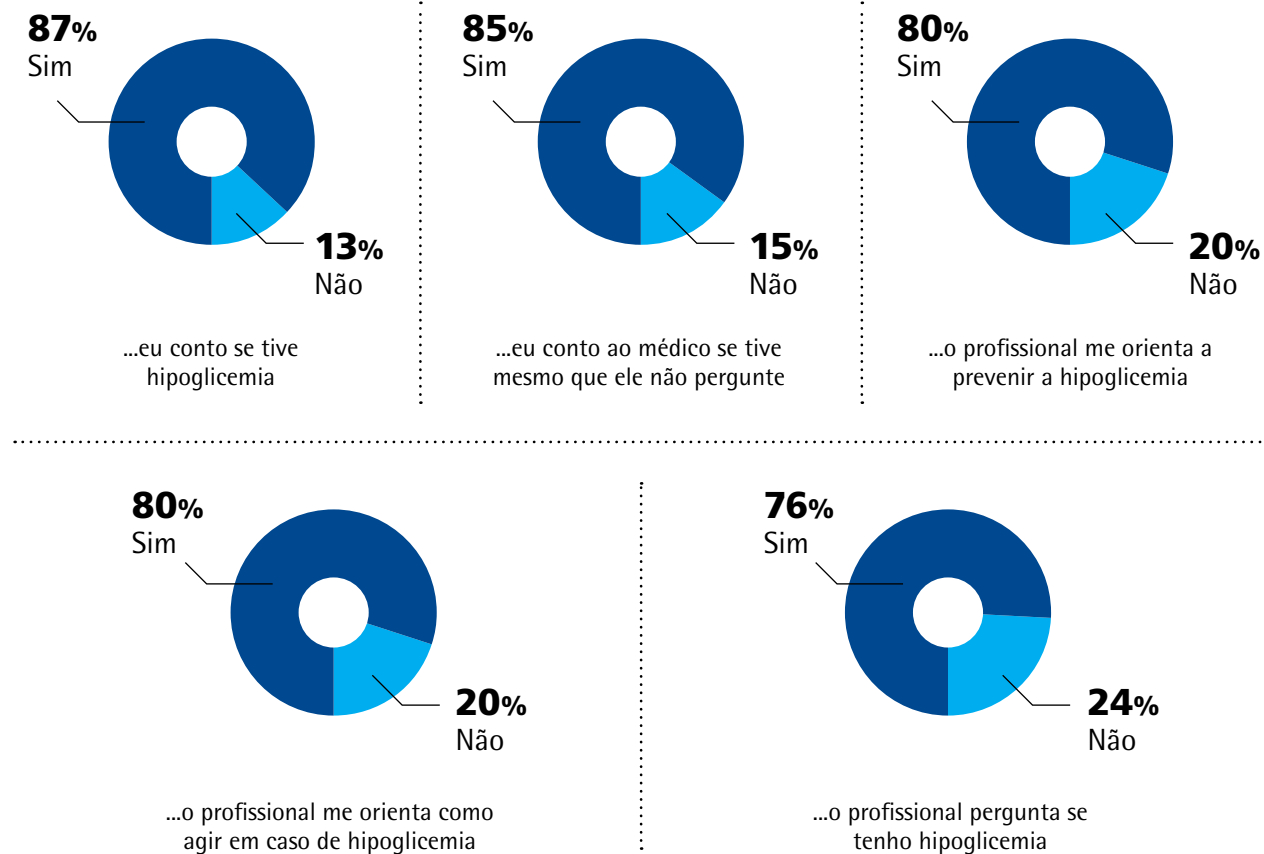 87%
Sim
13%
Não
...eu conto se tive
hipoglicemia
85%
Sim
15%
Não
...eu conto ao médico se tive
mesmo que ele não pergunte
80%
Sim
20%
Não
...o profissional me orienta a
prevenir a hipoglicemia
80%
Sim
20%
Não
...o profissional me orienta como
agir em caso de hipoglicemia
76%
Sim
24%
Não
...o profissional pergunta se
tenho hipoglicemia